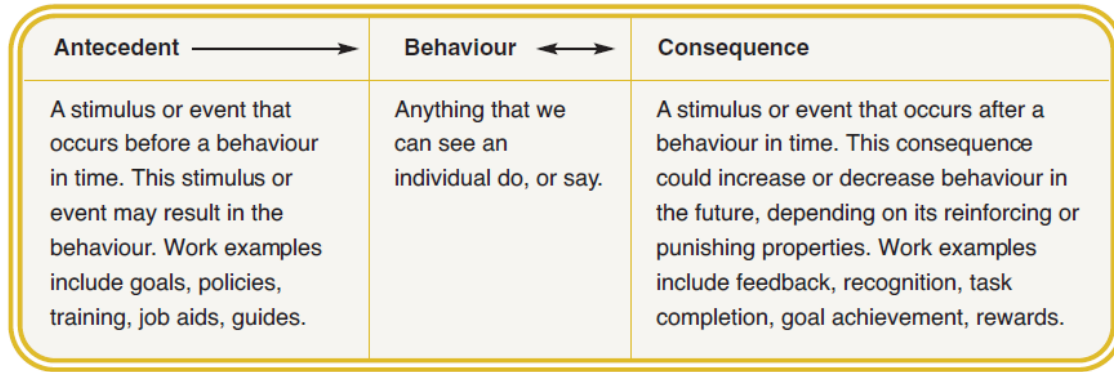 Antecedent
Behaviour
Consequence
A stimulus or event that
occurs before a behaviour
in time. This stimulus or
event may result in the
behaviour. Work examples
include goals, policies,
training, job aids, guides.
Anything that we
can see an
individual do, or say.
A stimulus or event that occurs after a
behaviour in time. This consequence
could increase or decrease behaviour in
the future, depending on its reinforcing or
punishing properties. Work examples
include feedback, recognition, task
completion, goal achievement, rewards.